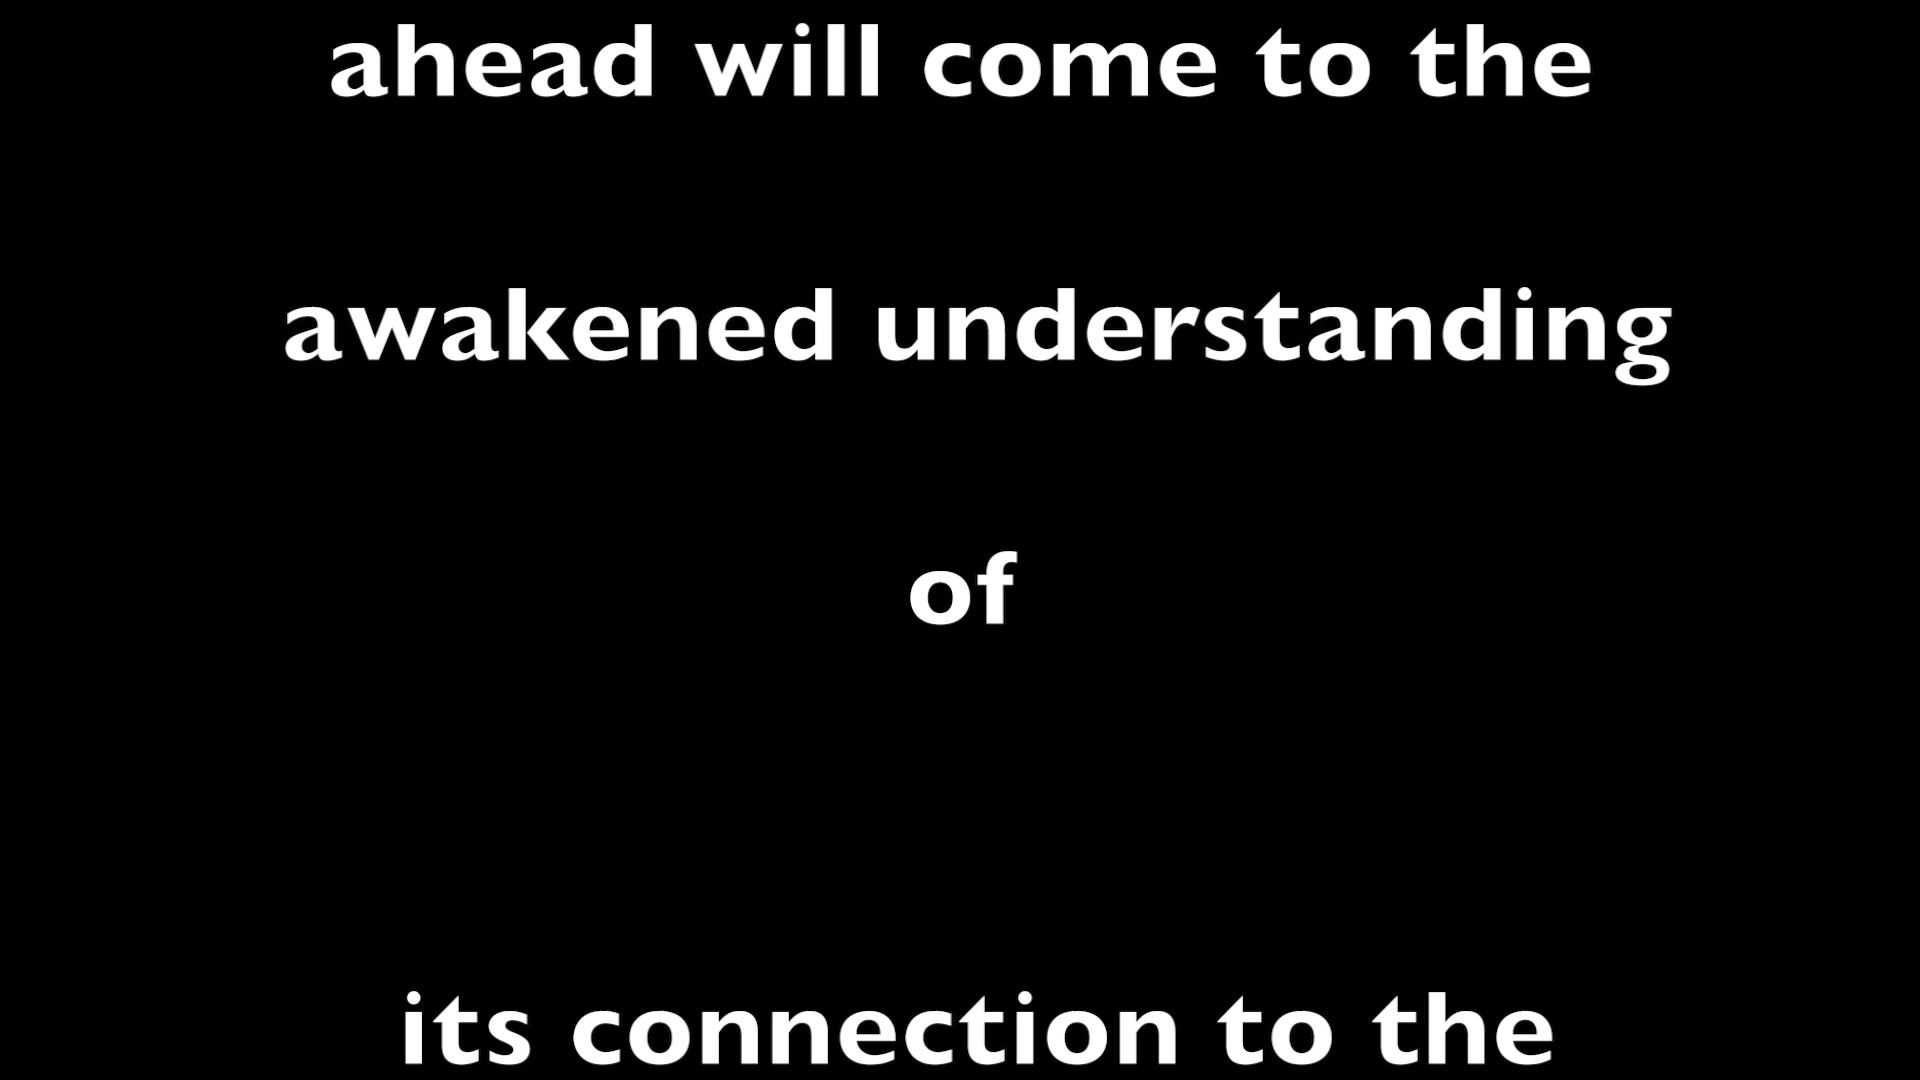 ahead will come to the
awakened understanding
of
its connection to the